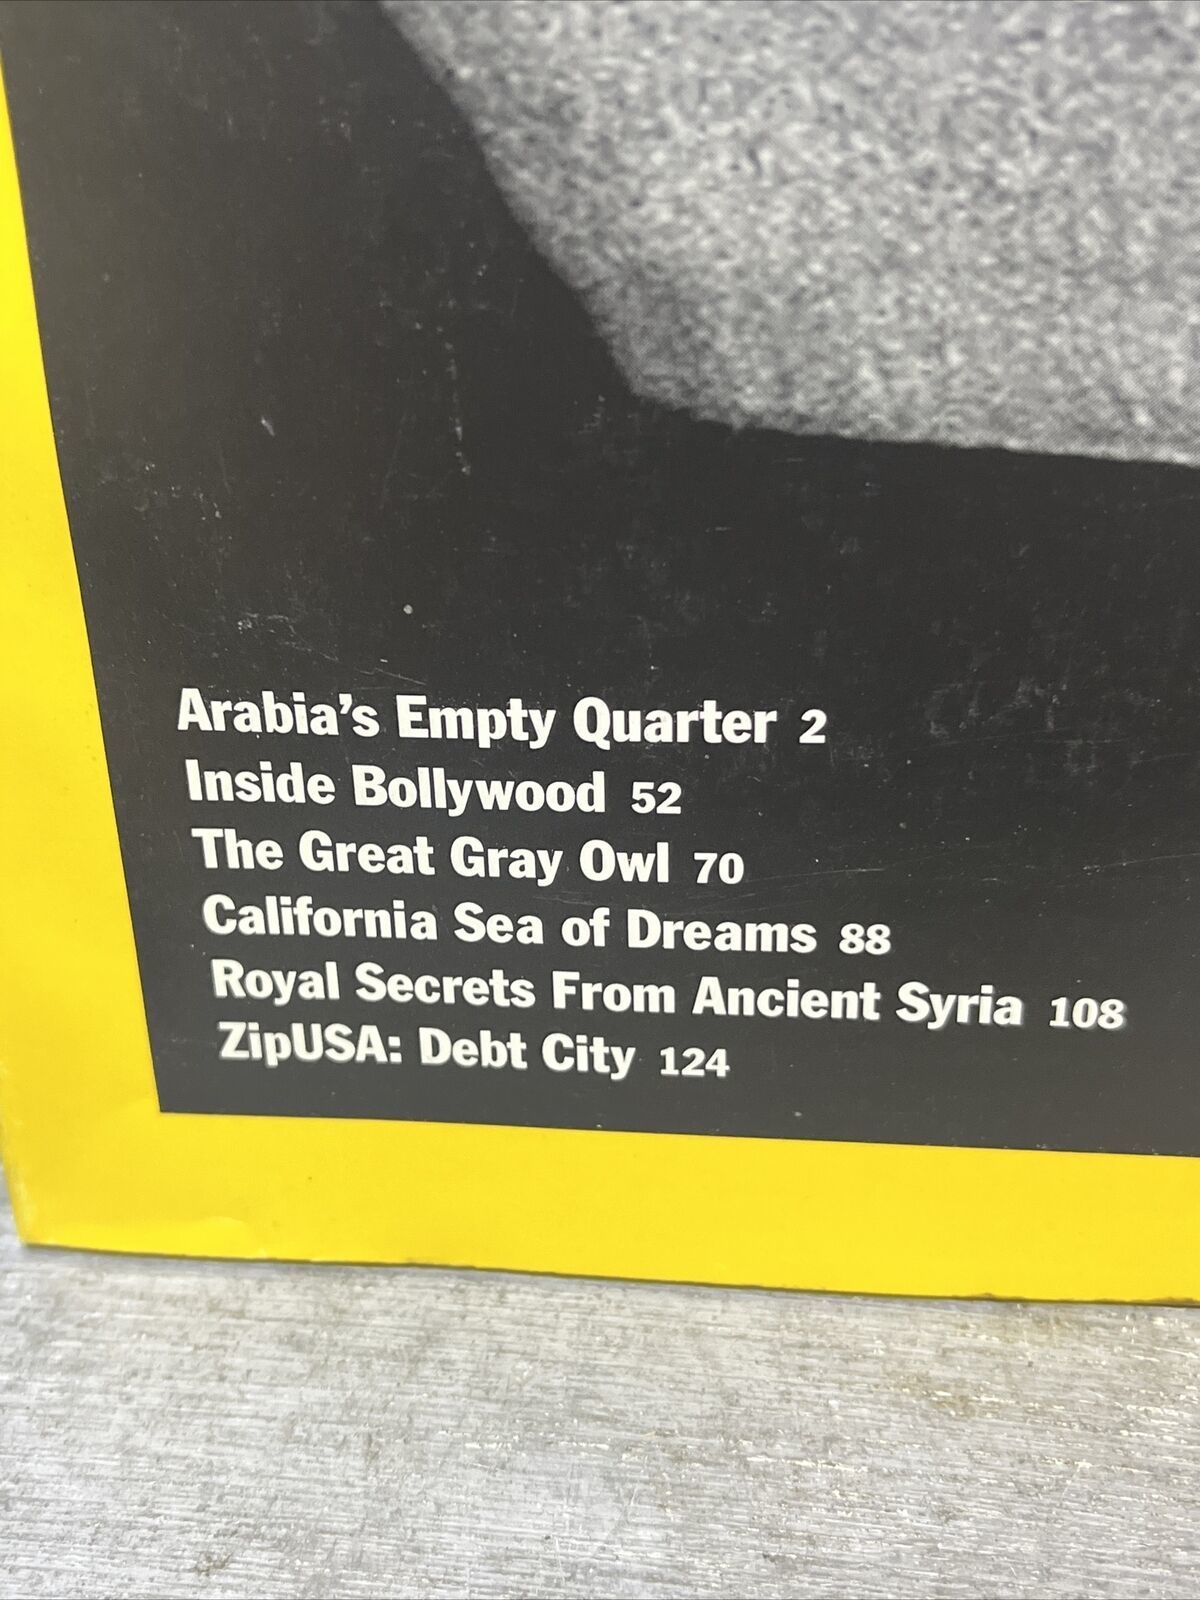 Arabia's Empty Quarter 2
Inside Bollywood 52
The Great Gray Owl 70
California Sea of Dreams 88
Royal Secrets From Ancient Syria 108
ZipUSA: Debt City 124